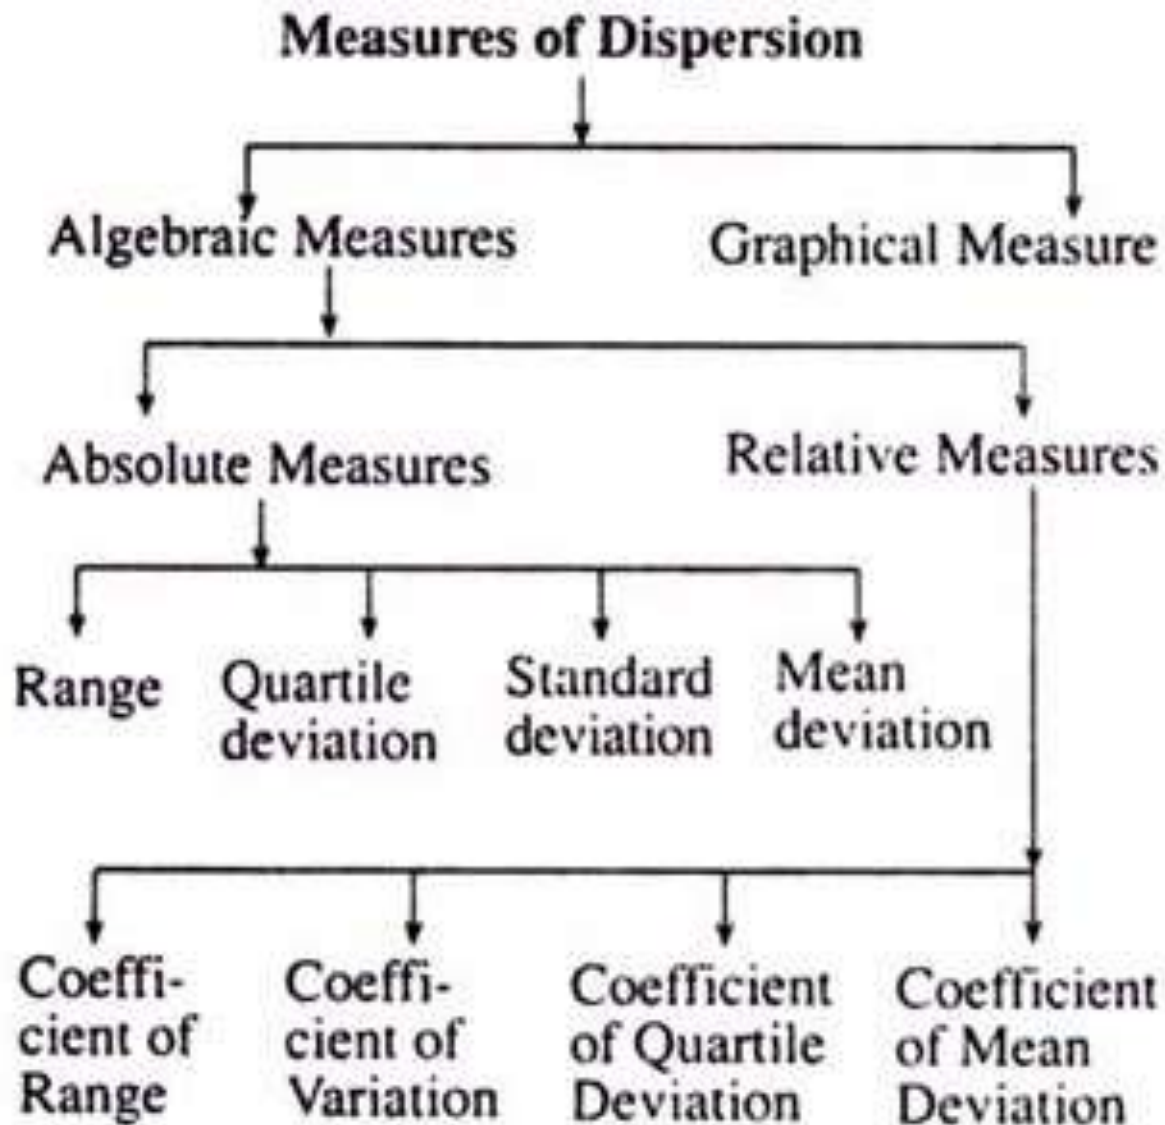 Measures of Dispersion
Algebraic Measures
Graphical Measure
Absolute Measures
Relative Measures
Range
Quartile
deviation
Standard
deviation
Mean
deviation
Coeffi-
cient of
Range
Coeffi-
cient of
Variation
Coefficient
of Quartile
Deviation
Coefficient
of Mean
Deviation